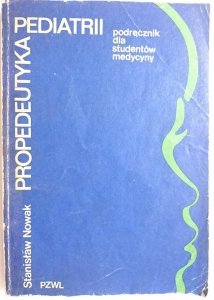 Stanisław Nowak
PROPEDEUTYKA
PEDIATRII
podręcznik
dla
studentów
medycyny
PZWL